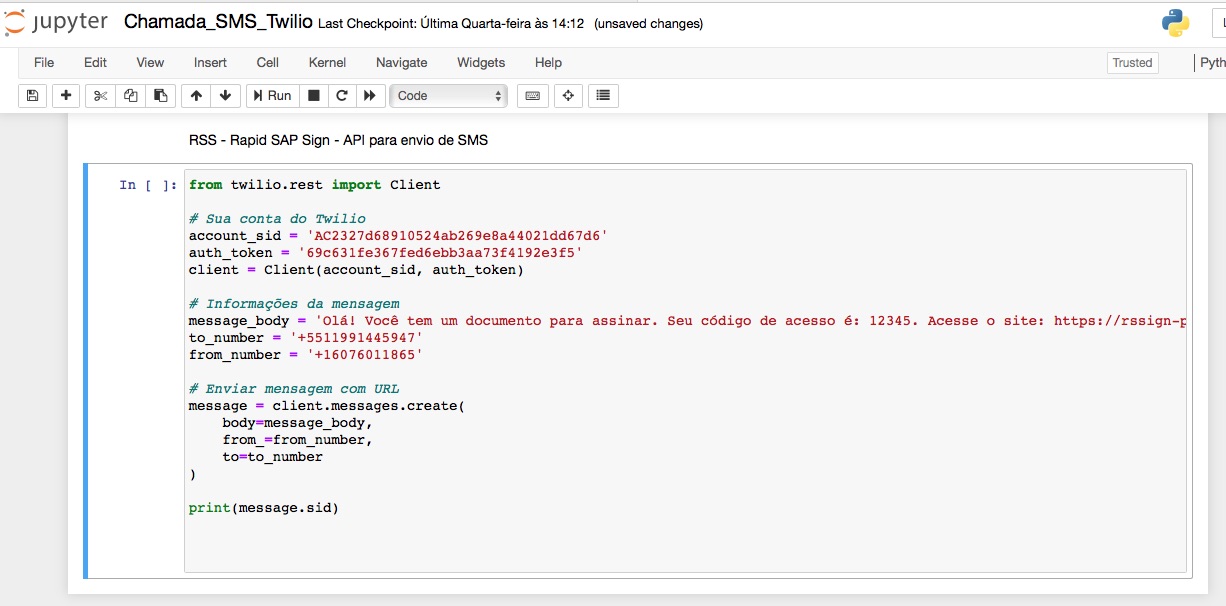 jupyter Chamada_SMS_Twilio Last Checkpoint: Última Quarta-feira às 14:12 (unsaved changes)
File Edit View Insert Cell Kernel Navigate Widgets Help Trusted
Run Code
RSS - Rapid SAP Sign - API para envio de SMS
In [ ]: from twilio.rest import Client
# Sua conta do Twilio
account_sid = 'AC2327d68910524ab269e8a44021dd67d6'
auth_token = '69c631fe367fed6ebb3aa73f4192e3f5'
client = Client(account_sid, auth_token)
# Informações da mensagem
message_body = 'Olá! Você tem um documento para assinar. Seu código de acesso é: 12345. Acesse o site: https://rssign-p
to_number = '+5511991445947'
from_number = '+16076011865'
# Enviar mensagem com URL
message = client.messages.create(
body=message_body,
from_=from_number,
to=to_number
)
print(message.sid)